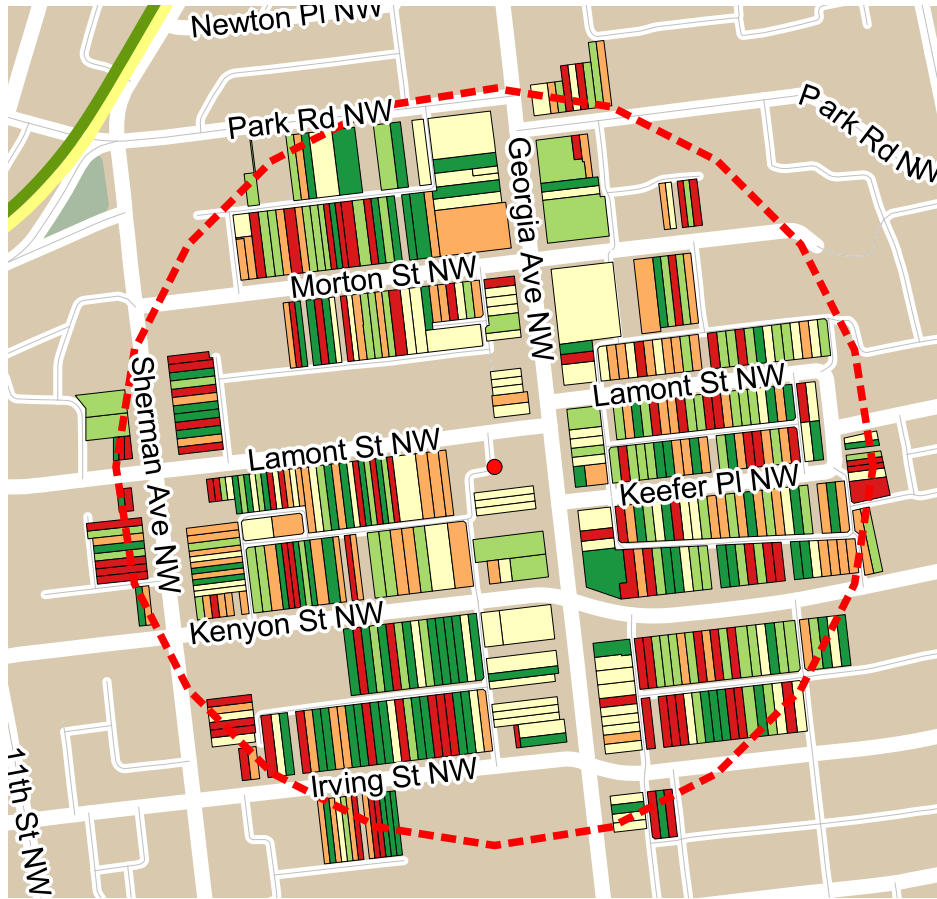 Newton Pl NW
Park Rd NW
Park Rd NW
Georgia Ave NW
Morton St NW
Sherman Ave NW
Lamont St NW
Lamont St NW
Keefer Pl NW
Kenyon St NW
Irving St NW
11th St NW